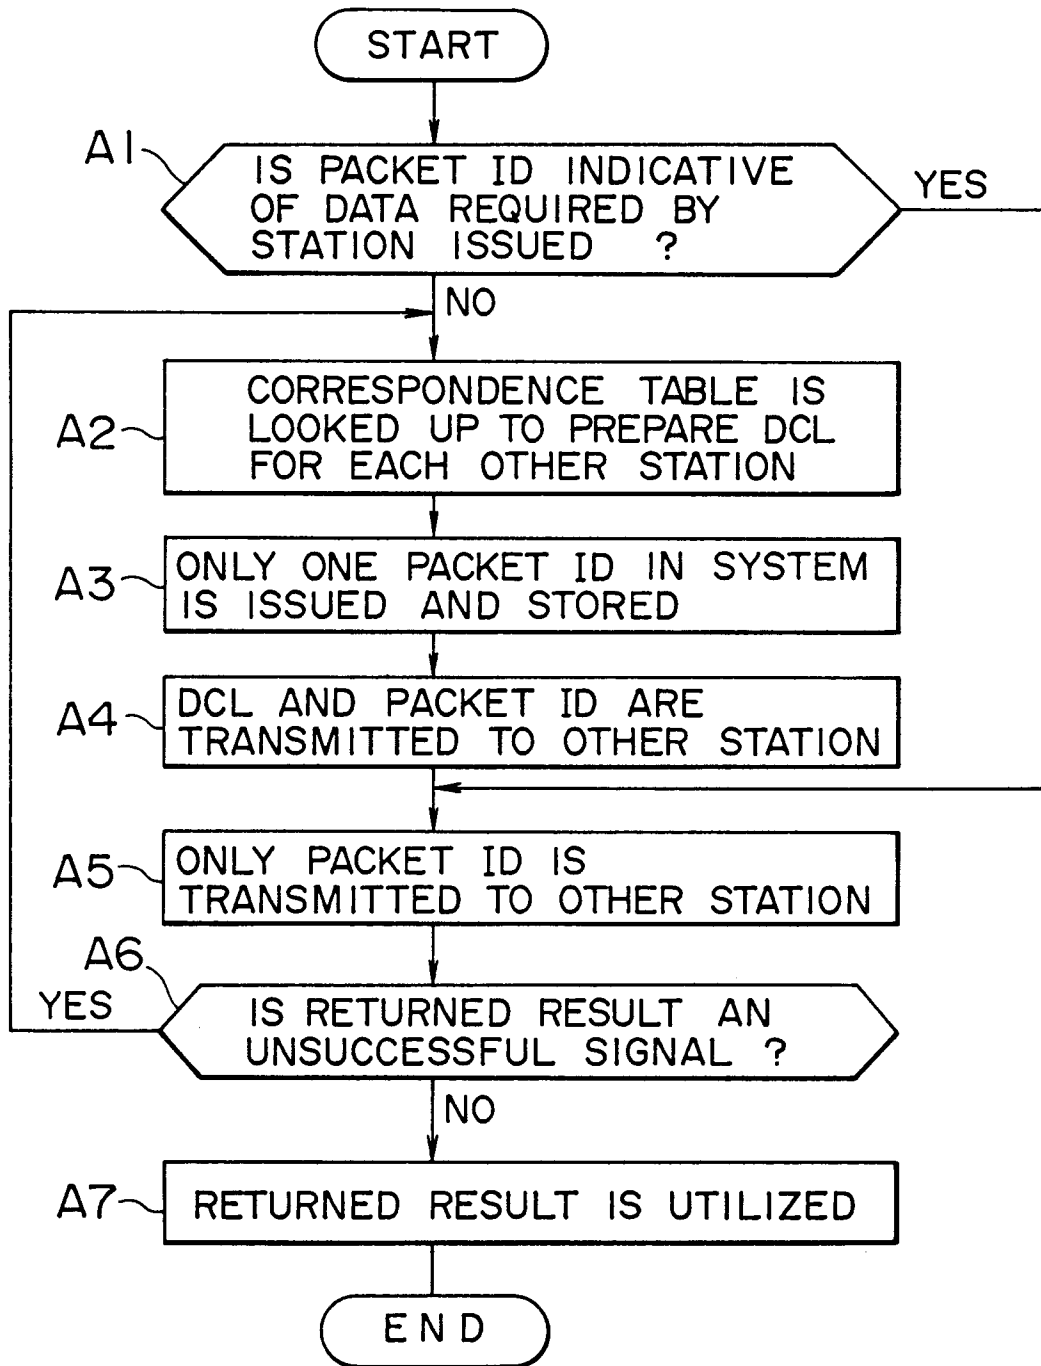 START
A1
IS PACKET ID INDICATIVE
OF DATA REQUIRED BY
STATION ISSUED ?
YES
NO
A2
CORRESPONDENCE TABLE IS
LOOKED UP TO PREPARE DCL
FOR EACH OTHER STATION
A3
ONLY ONE PACKET ID IN SYSTEM
IS ISSUED AND STORED
A4
DCL AND PACKET ID ARE
TRANSMITTED TO OTHER STATION
A5
ONLY PACKET ID IS
TRANSMITTED TO OTHER STATION
A6
YES
IS RETURNED RESULT AN
UNSUCCESSFUL SIGNAL ?
NO
A7
RETURNED RESULT IS UTILIZED
END